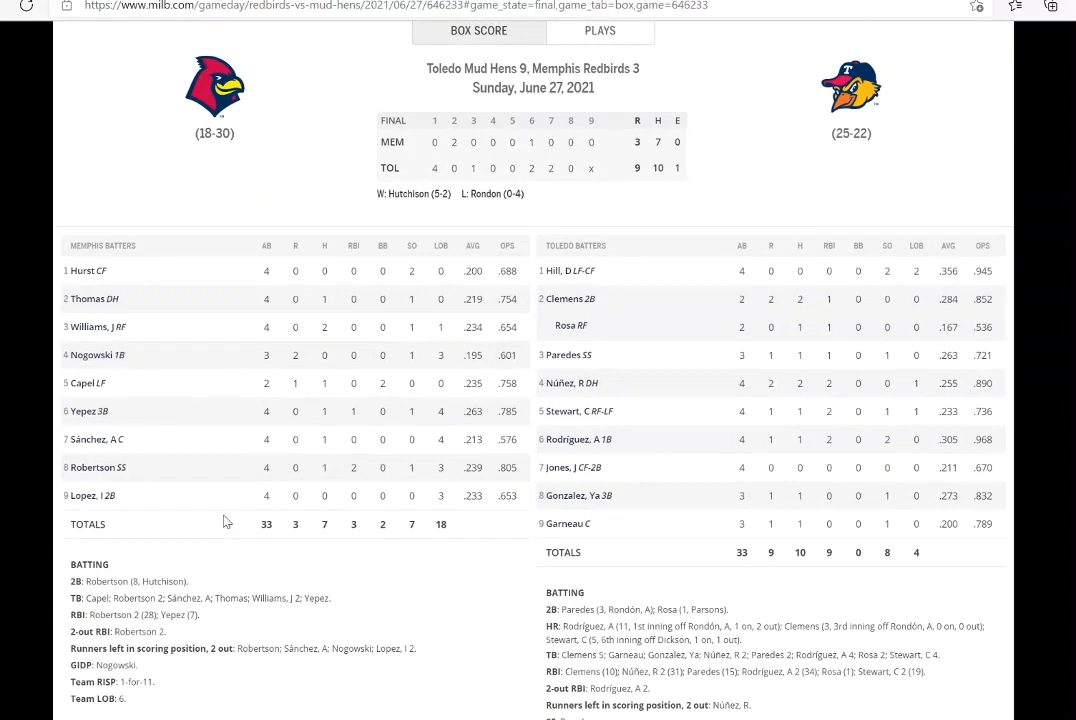 https://www.milb.com/gameday/redbirds-vs-mud-hens/2021/06/27/646233#game_state=final,game_tab=box,game=646233
BOX SCORE PLAYS
Toledo Mud Hens 9, Memphis Redbirds 3
Sunday, June 27, 2021
(18-30) (25-22)
FINAL 1 2 3 4 5 6 7 8 9 R H E
MEM 0 2 0 0 0 1 0 0 0 3 7 0
TOL 4 0 1 0 0 2 2 0 x 9 10 1
W: Hutchison (5-2) L: Rondon (0-4)
MEMPHIS BATTERS AB R H RBI BB SO LOB AVG OPS
1 Hurst CF 4 0 0 0 0 2 0 .200 .688
2 Thomas DH 4 0 1 0 0 1 0 .219 .754
3 Williams, J RF 4 0 2 0 0 1 1 .234 .654
4 Nogowski 1B 3 2 0 0 0 1 3 .195 .601
5 Capel LF 2 1 1 0 2 0 0 .235 .758
6 Yepez 3B 4 0 1 1 0 1 4 .263 .785
7 Sánchez, A C 4 0 1 0 0 0 4 .213 .576
8 Robertson SS 4 0 1 2 0 1 3 .239 .805
9 Lopez, I 2B 4 0 0 0 0 0 3 .233 .653
TOTALS 33 3 7 3 2 7 18
BATTING
2B: Robertson (8, Hutchison).
TB: Capel; Robertson 2; Sánchez, A; Thomas; Williams, J 2; Yepez.
RBI: Robertson 2 (28); Yepez (7).
2-out RBI: Robertson 2.
Runners left in scoring position, 2 out: Robertson; Sánchez, A; Nogowski; Lopez, I 2.
GIDP: Nogowski.
Team RISP: 1-for-11.
Team LOB: 6.
TOLEDO BATTERS AB R H RBI BB SO LOB AVG OPS
1 Hill, D LF-CF 4 0 0 0 0 2 2 .356 .945
2 Clemens 2B 2 2 2 1 0 0 0 .284 .852
Rosa RF 2 0 1 1 0 0 0 .167 .536
3 Paredes SS 3 1 1 1 0 1 0 .263 .721
4 Núñez, R DH 4 2 2 2 0 0 1 .255 .890
5 Stewart, C RF-LF 4 1 1 2 0 1 1 .233 .736
6 Rodríguez, A 1B 4 1 1 2 0 2 0 .305 .968
7 Jones, J CF-2B 4 0 0 0 0 0 0 .211 .670
8 Gonzalez, Ya 3B 3 1 1 0 0 1 0 .273 .832
9 Garneau C 3 1 1 0 0 1 0 .200 .789
TOTALS 33 9 10 9 0 8 4
BATTING
2B: Paredes (3, Rondón, A); Rosa (1, Parsons).
HR: Rodríguez, A (11, 1st inning off Rondón, A, 1 on, 2 out); Clemens (3, 3rd inning off Rondón, A, 0 on, 0 out);
Stewart, C (5, 6th inning off Dickson, 1 on, 1 out).
TB: Clemens 5; Garneau; Gonzalez, Ya; Núñez, R 2; Paredes 2; Rodríguez, A 4; Rosa 2; Stewart, C 4.
RBI: Clemens (10); Núñez, R 2 (31); Paredes (15); Rodríguez, A 2 (34); Rosa (1); Stewart, C 2 (19).
2-out RBI: Rodríguez, A 2.
Runners left in scoring position, 2 out: Núñez, R.